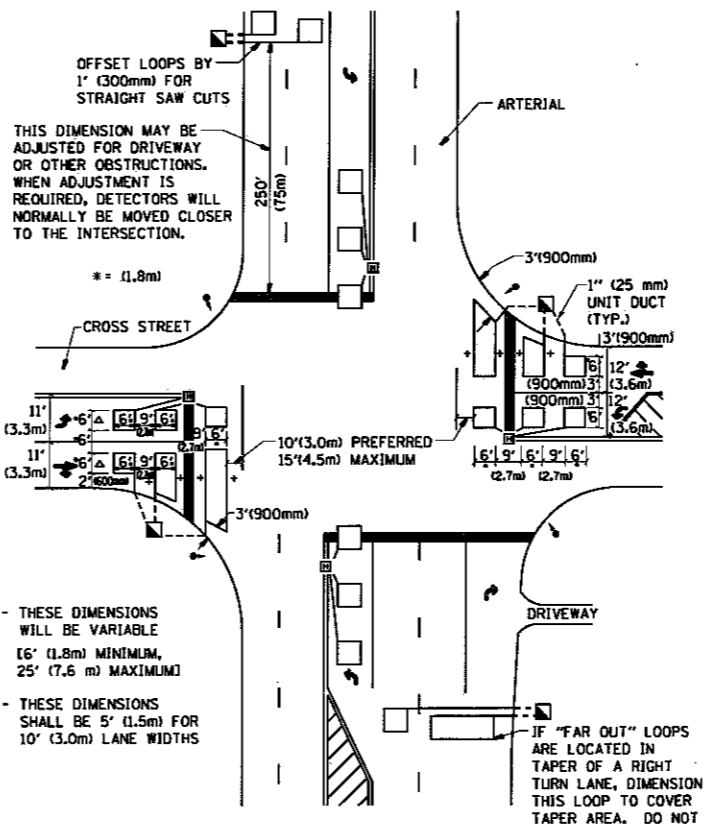 OFFSET LOOPS BY
1' (300mm) FOR
STRAIGHT SAW CUTS
THIS DIMENSION MAY BE
ADJUSTED FOR DRIVEWAY
OR OTHER OBSTRUCTIONS.
WHEN ADJUSTMENT IS
REQUIRED, DETECTORS WILL
NORMALLY BE MOVED CLOSER
TO THE INTERSECTION.
250'
(75m)
* = (1.8m)
ARTERIAL
3'(900mm)
1" (25 mm)
UNIT DUCT
(TYP.)
3'(900mm)
CROSS STREET
H
H
6'
12'
(3.6m)
(900mm) 3'
(900mm) 3'
12'
6'
(3.6m)
H
6' 9' 6' 9' 6'
(2.7m) (2.7m)
11'
(3.3m)
6'
6'
6' 9' 6'
9' 6'
(2.7m)
11'
(3.3m)
6'
2' (600mm)
6' 9' 6'
10'(3.0m) PREFERRED
15'(4.5m) MAXIMUM
3'(900mm)
H
- THESE DIMENSIONS
WILL BE VARIABLE
[6' (1.8m) MINIMUM,
25' (7.6 m) MAXIMUM]
- THESE DIMENSIONS
SHALL BE 5' (1.5m) FOR
10' (3.0m) LANE WIDTHS
DRIVEWAY
IF "FAR OUT" LOOPS
ARE LOCATED IN
TAPER OF A RIGHT
TURN LANE, DIMENSION
THIS LOOP TO COVER
TAPER AREA. DO NOT